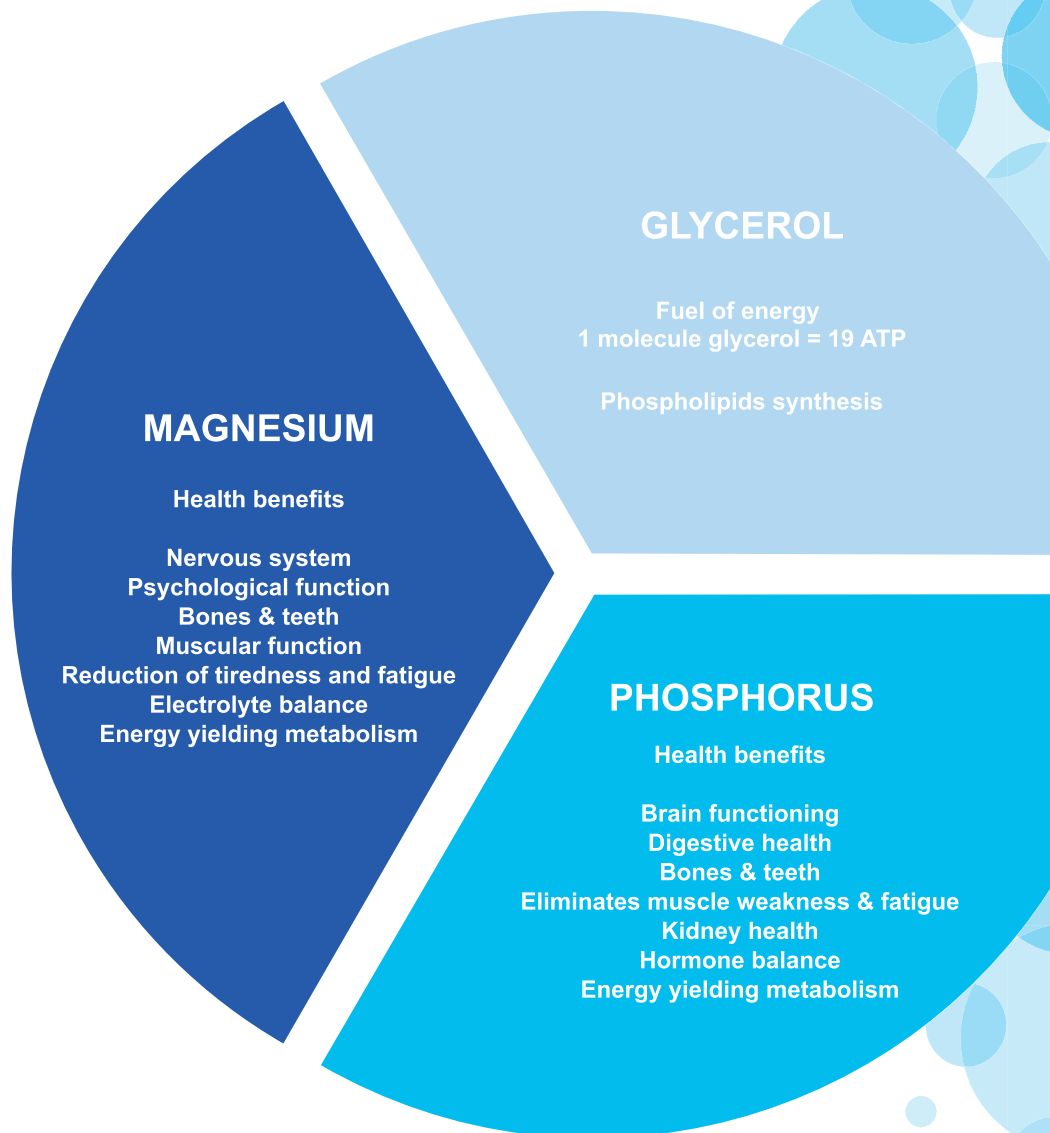 GLYCEROL
Fuel of energy
1 molecule glycerol = 19 ATP
Phospholipids synthesis
MAGNESIUM
Health benefits
Nervous system
Psychological function
Bones & teeth
Muscular function
Reduction of tiredness and fatigue
Electrolyte balance
Energy yielding metabolism
PHOSPHORUS
Health benefits
Brain functioning
Digestive health
Bones & teeth
Eliminates muscle weakness & fatigue
Kidney health
Hormone balance
Energy yielding metabolism